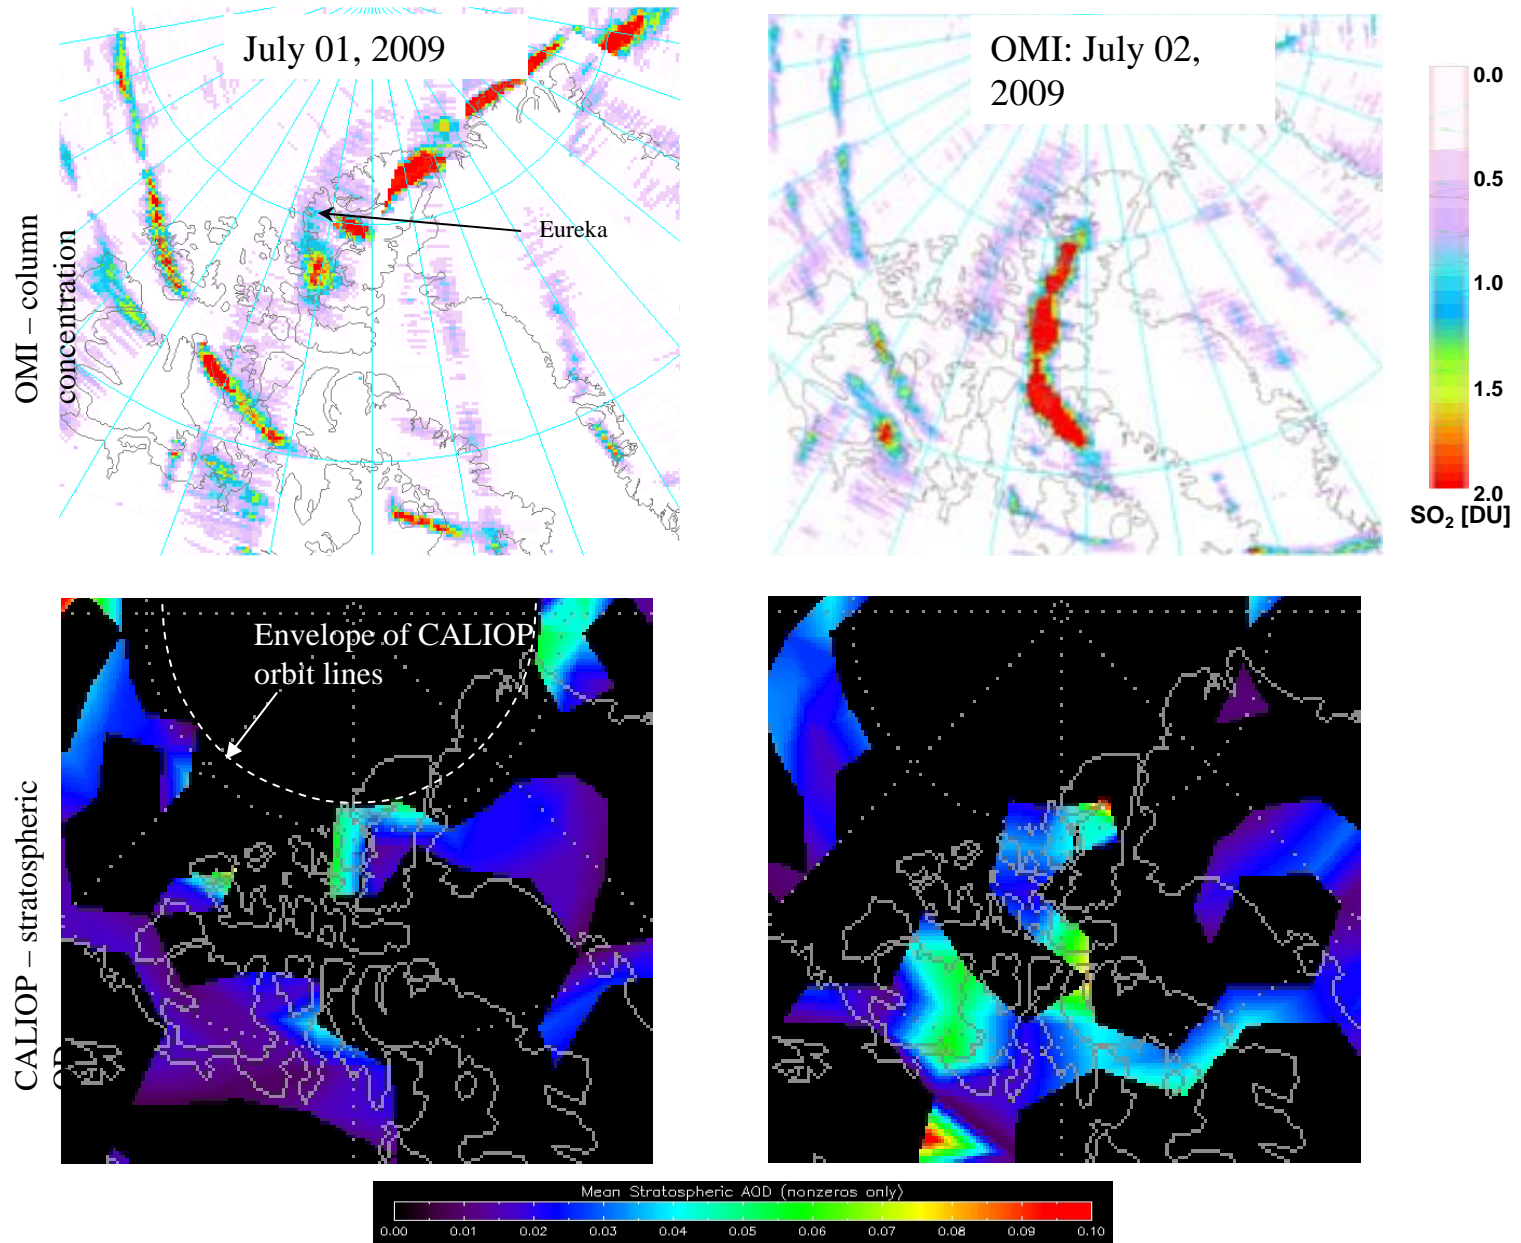 July 01, 2009
OMI: July 02,
2009
Eureka
OMI – column
concentration
0.0
0.5
1.0
1.5
2.0
SO₂ [DU]
Envelope of CALIOP
orbit lines
CALIOP – stratospheric
Mean Stratospheric AOD (nonzeros only)
0.00 0.01 0.02 0.03 0.04 0.05 0.06 0.07 0.08 0.09 0.10